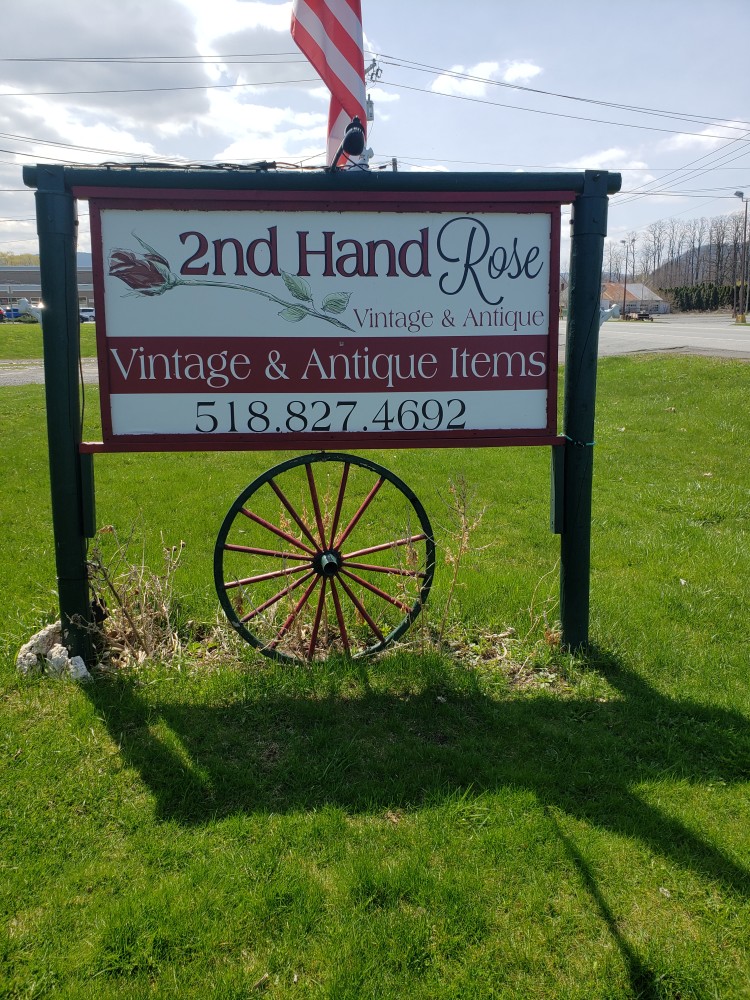 2nd Hand Rose
Vintage & Antique
Vintage & Antique Items
518.827.4692